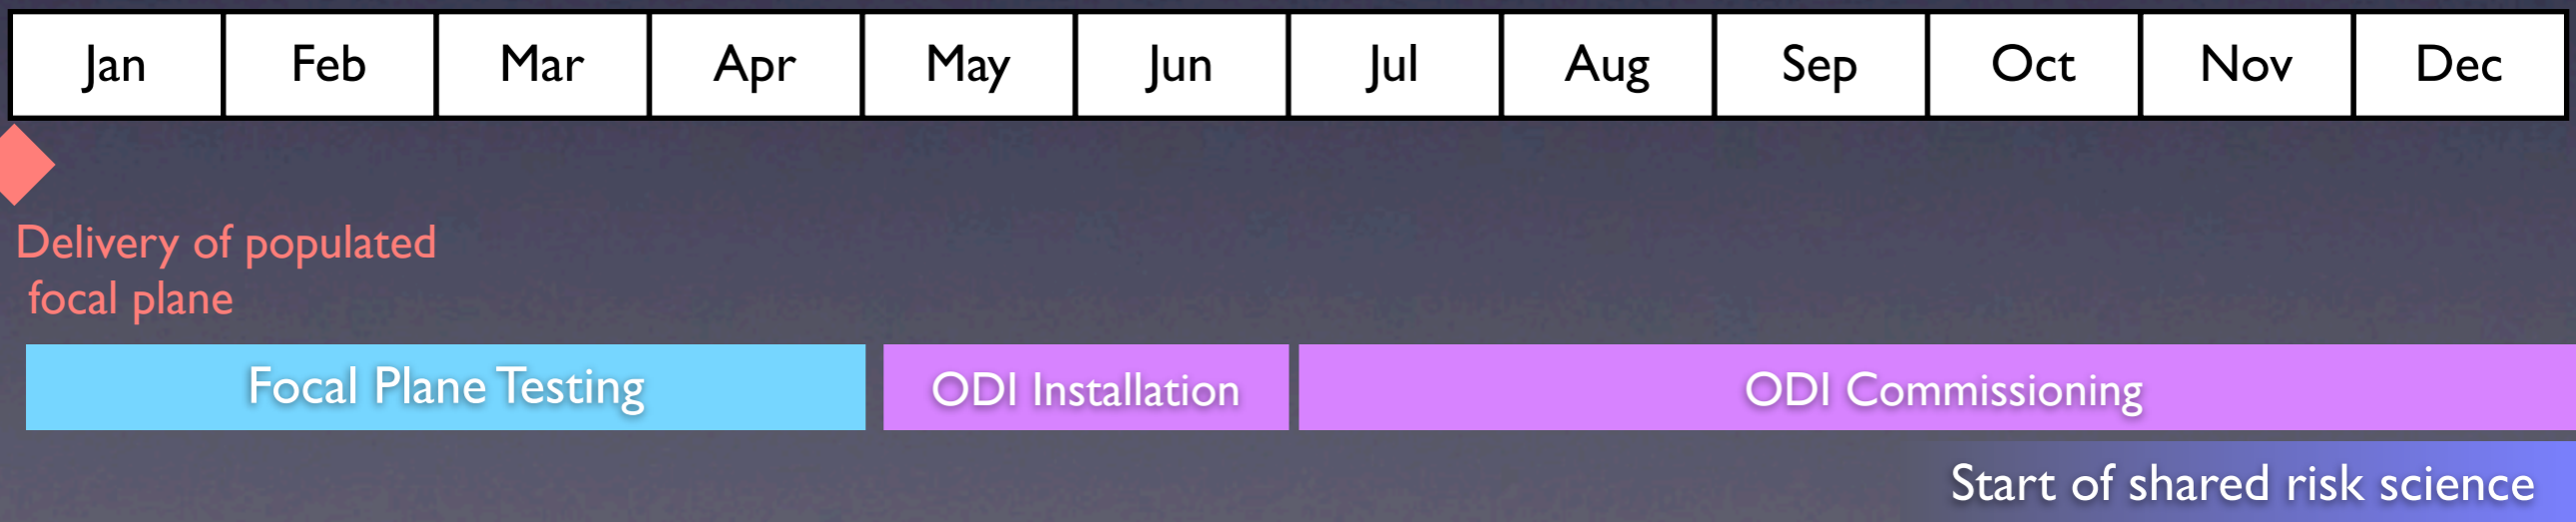 Jan Feb Mar Apr May Jun Jul Aug Sep Oct Nov Dec
Delivery of populated
focal plane
Focal Plane Testing ODI Installation ODI Commissioning
Start of shared risk science